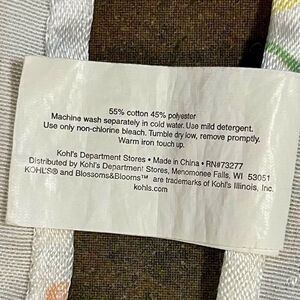 55% cotton 45% polyester
Machine wash separately in cold water. Use mild detergent.
Use only non-chlorine bleach. Tumble dry low, remove promptly.
Warm iron touch up.
Kohl's Department Stores • Made in China • RN#73277
Distributed by Kohl's Department Stores, Menomonee Falls, WI 53051
KOHL'S® and Blossoms&Blooms™ are trademarks of Kohl's Illinois, Inc.
kohls.com